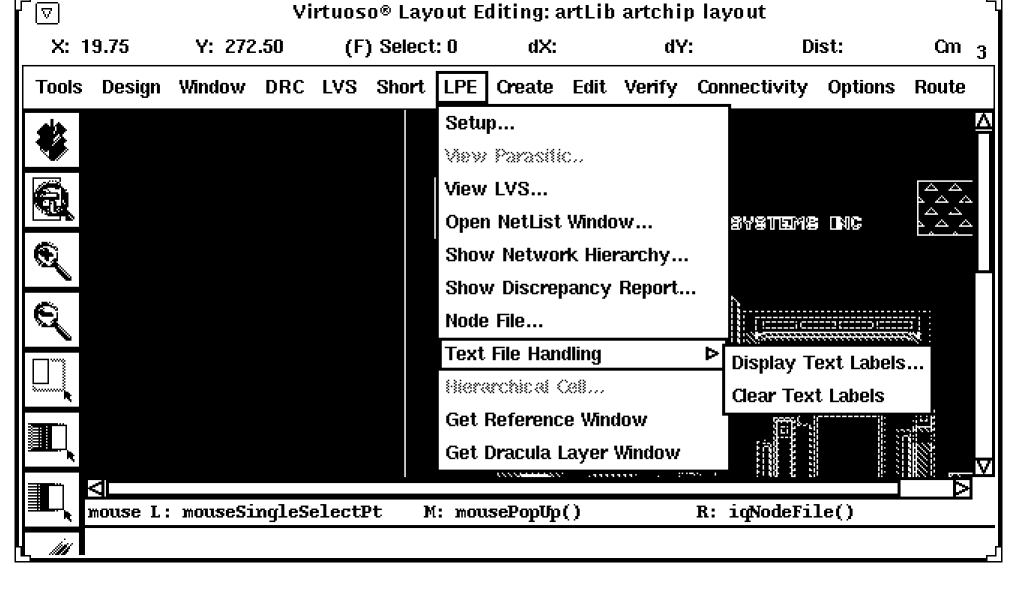 Virtuoso® Layout Editing: artLib artchip layout
X: 19.75 Y: 272.50 (F) Select: 0 dX: dY: Dist: Cm 3
Tools Design Window DRC LVS Short LPE Create Edit Verify Connectivity Options Route
Setup...
View Parasitic..
View LVS...
Open NetList Window...
SYSTEMS INC
Show Network Hierarchy...
Show Discrepancy Report...
Node File...
Text File Handling
Display Text Labels...
Clear Text Labels
Hierarchical Cell...
Get Reference Window
Get Dracula Layer Window
mouse L: mouseSingleSelectPt M: mousePopUp() R: iqNodeFile()